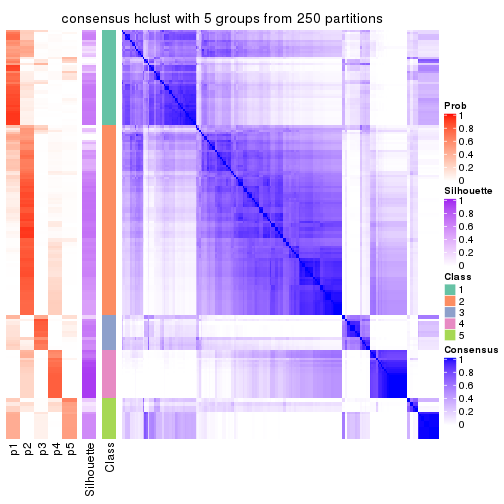 consensus hclust with 5 groups from 250 partitions
Prob
1
0.8
0.6
0.4
0.2
0
Silhouette
1
0.8
0.6
0.4
0.2
0
Class
1
2
3
4
5
Consensus
1
0.8
0.6
0.4
0.2
0
p1
p2
p3
p4
p5
Silhouette
Class